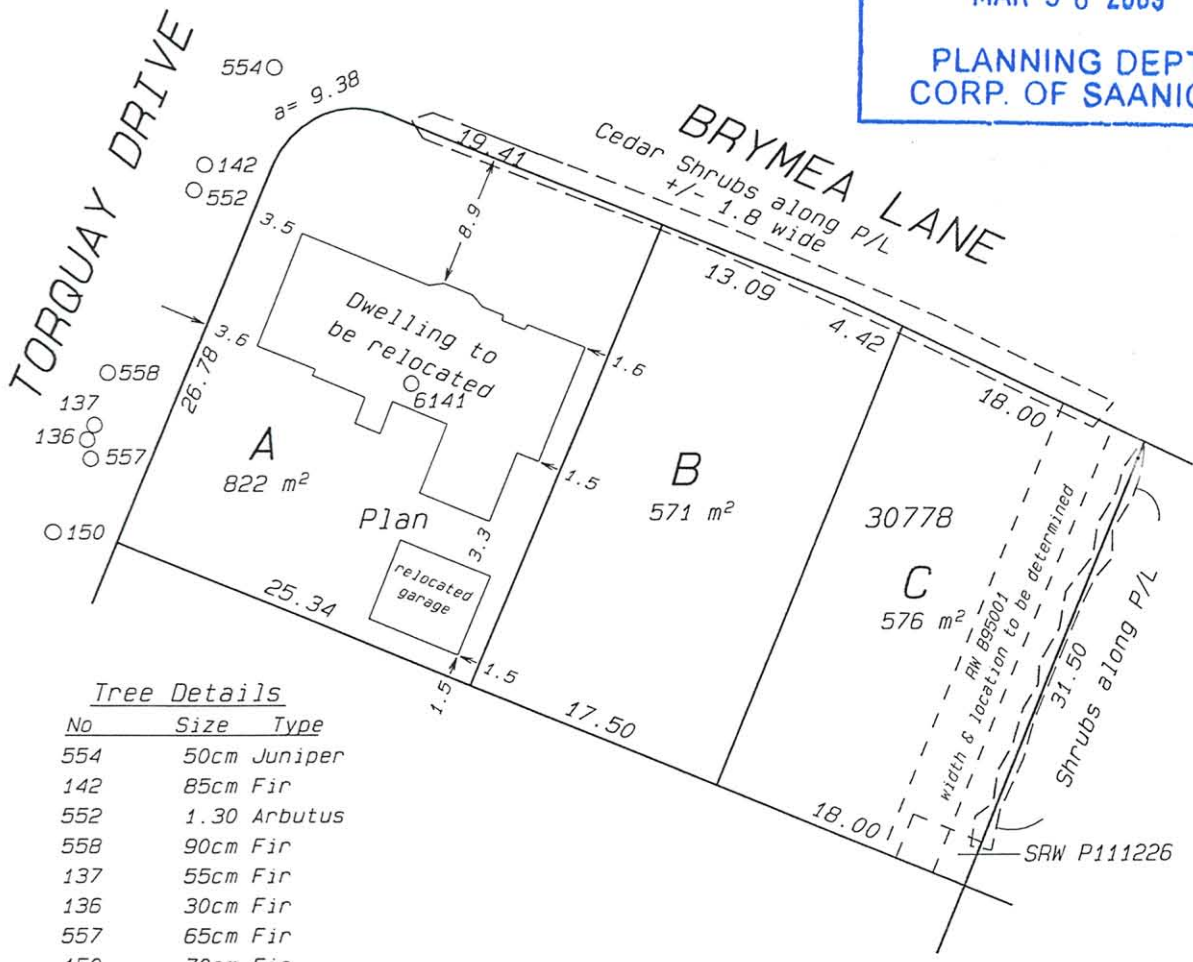 MAR
PLANNING DEPT
CORP. OF SAANIC
TORQUAY DRIVE
554
a= 9.38
142
552
BRYMEA LANE
Cedar Shrubs along P/L
+/- 1.8 wide
19.41
8.9
3.5
13.09
4.42
18.00
Dwelling to
be relocated
6141
3.6
1.6
26.78
558
137
136
557
150
A
822 m²
1.5
B
571 m²
30778
C
576 m²
Plan
3.3
relocated
garage
25.34
1.5
1.5
17.50
18.00
RW B95001
width & location to be determined
31.50
Shrubs along P/L
SRW P111226
Tree Details
No Size Type
554 50cm Juniper
142 85cm Fir
552 1.30 Arbutus
558 90cm Fir
137 55cm Fir
136 30cm Fir
557 65cm Fir